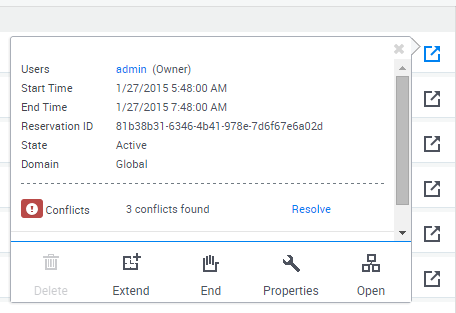 Users admin (Owner)
Start Time 1/27/2015 5:48:00 AM
End Time 1/27/2015 7:48:00 AM
Reservation ID 81b38b31-6346-4b41-978e-7d6f67e6a02d
State Active
Domain Global
Conflicts 3 conflicts found Resolve
Delete Extend End Properties Open